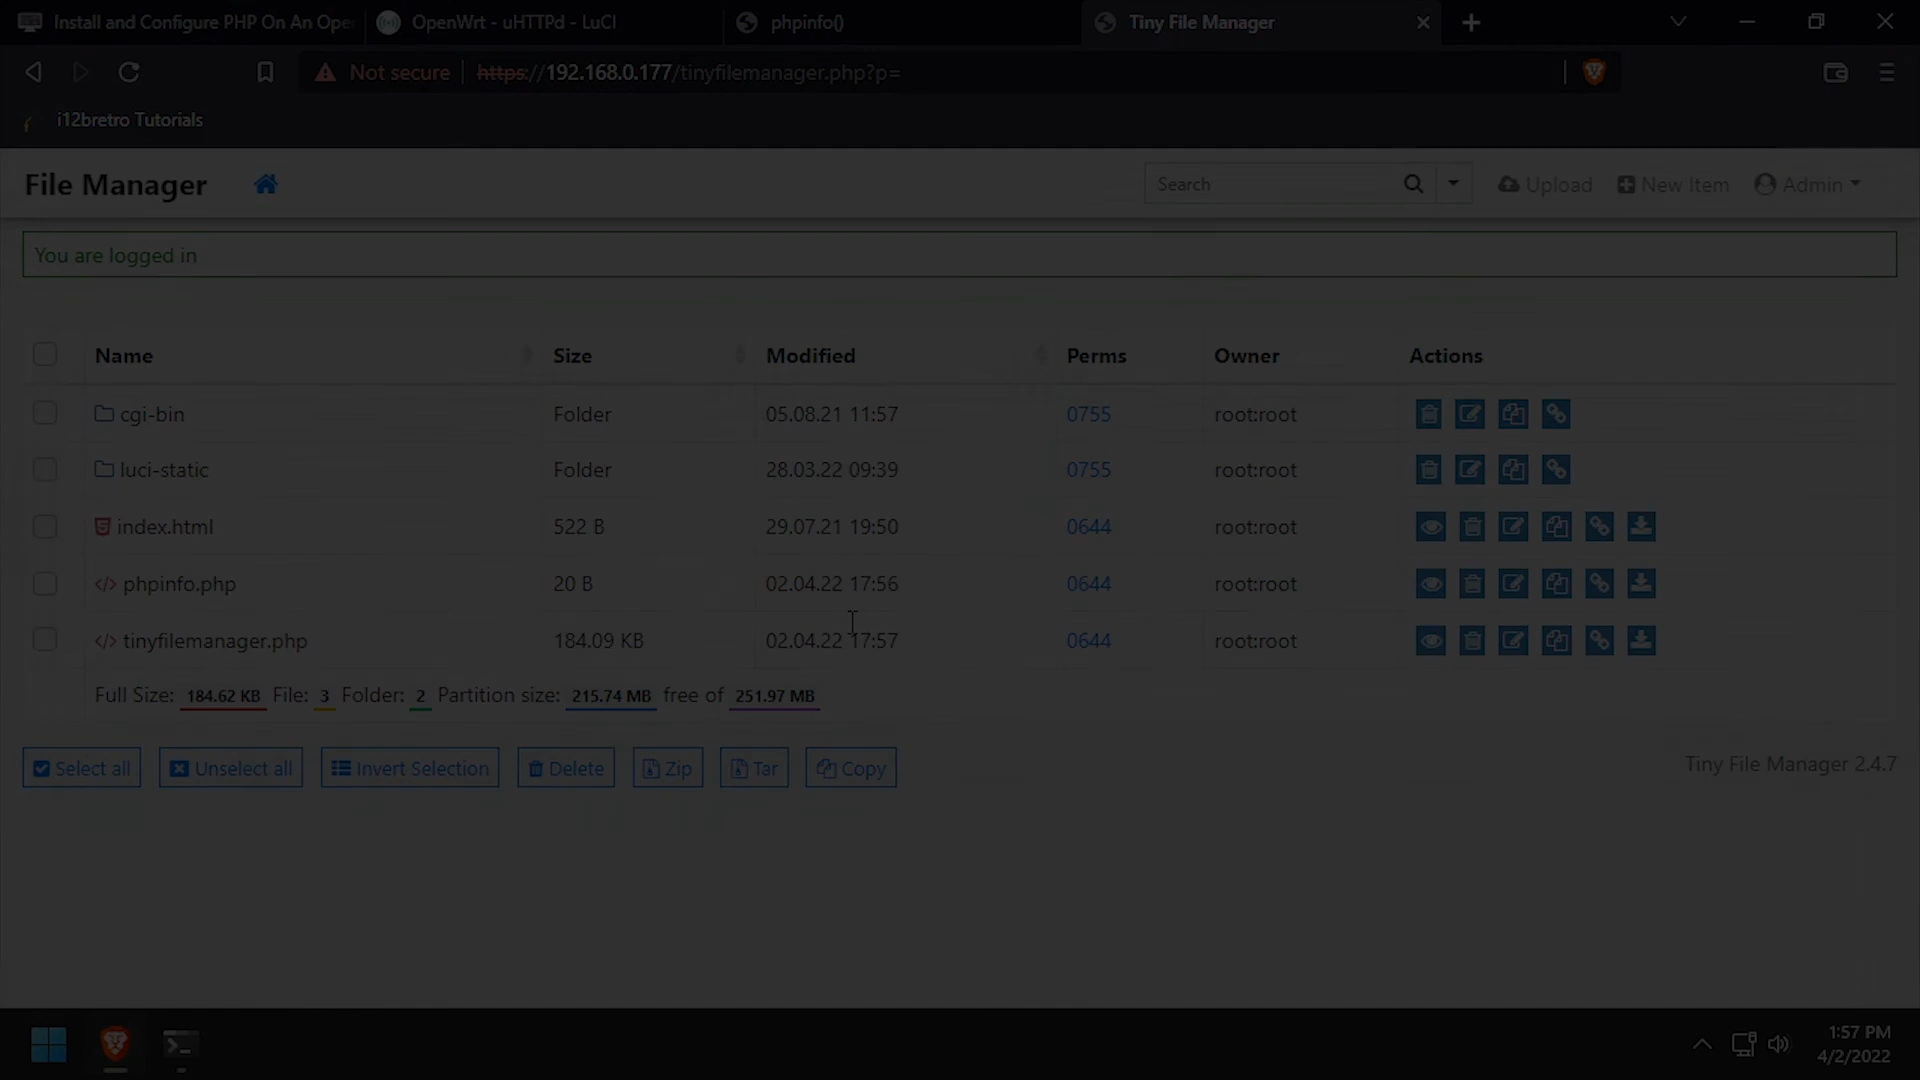 Install and Configure PHP On An Ope
OpenWrt - uHTTPd - LuCI
phpinfo()
Tiny File Manager
Not secure
https://192.168.0.177/tinyfilemanager.php?p=
i12bretro Tutorials
File Manager
Search
Upload
New Item
Admin
You are logged in
Name Size Modified Perms Owner Actions
cgi-bin Folder 05.08.21 11:57 0755 root:root
luci-static Folder 28.03.22 09:39 0755 root:root
index.html 522 B 29.07.21 19:50 0644 root:root
phpinfo.php 20 B 02.04.22 17:56 0644 root:root
tinyfilemanager.php 184.09 KB 02.04.22 17:57 0644 root:root
Full Size: 184.62 KB File: 3 Folder: 2 Partition size: 215.74 MB free of 251.97 MB
Select all Unselect all Invert Selection Delete Zip Tar Copy
Tiny File Manager 2.4.7
1:57 PM
4/2/2022